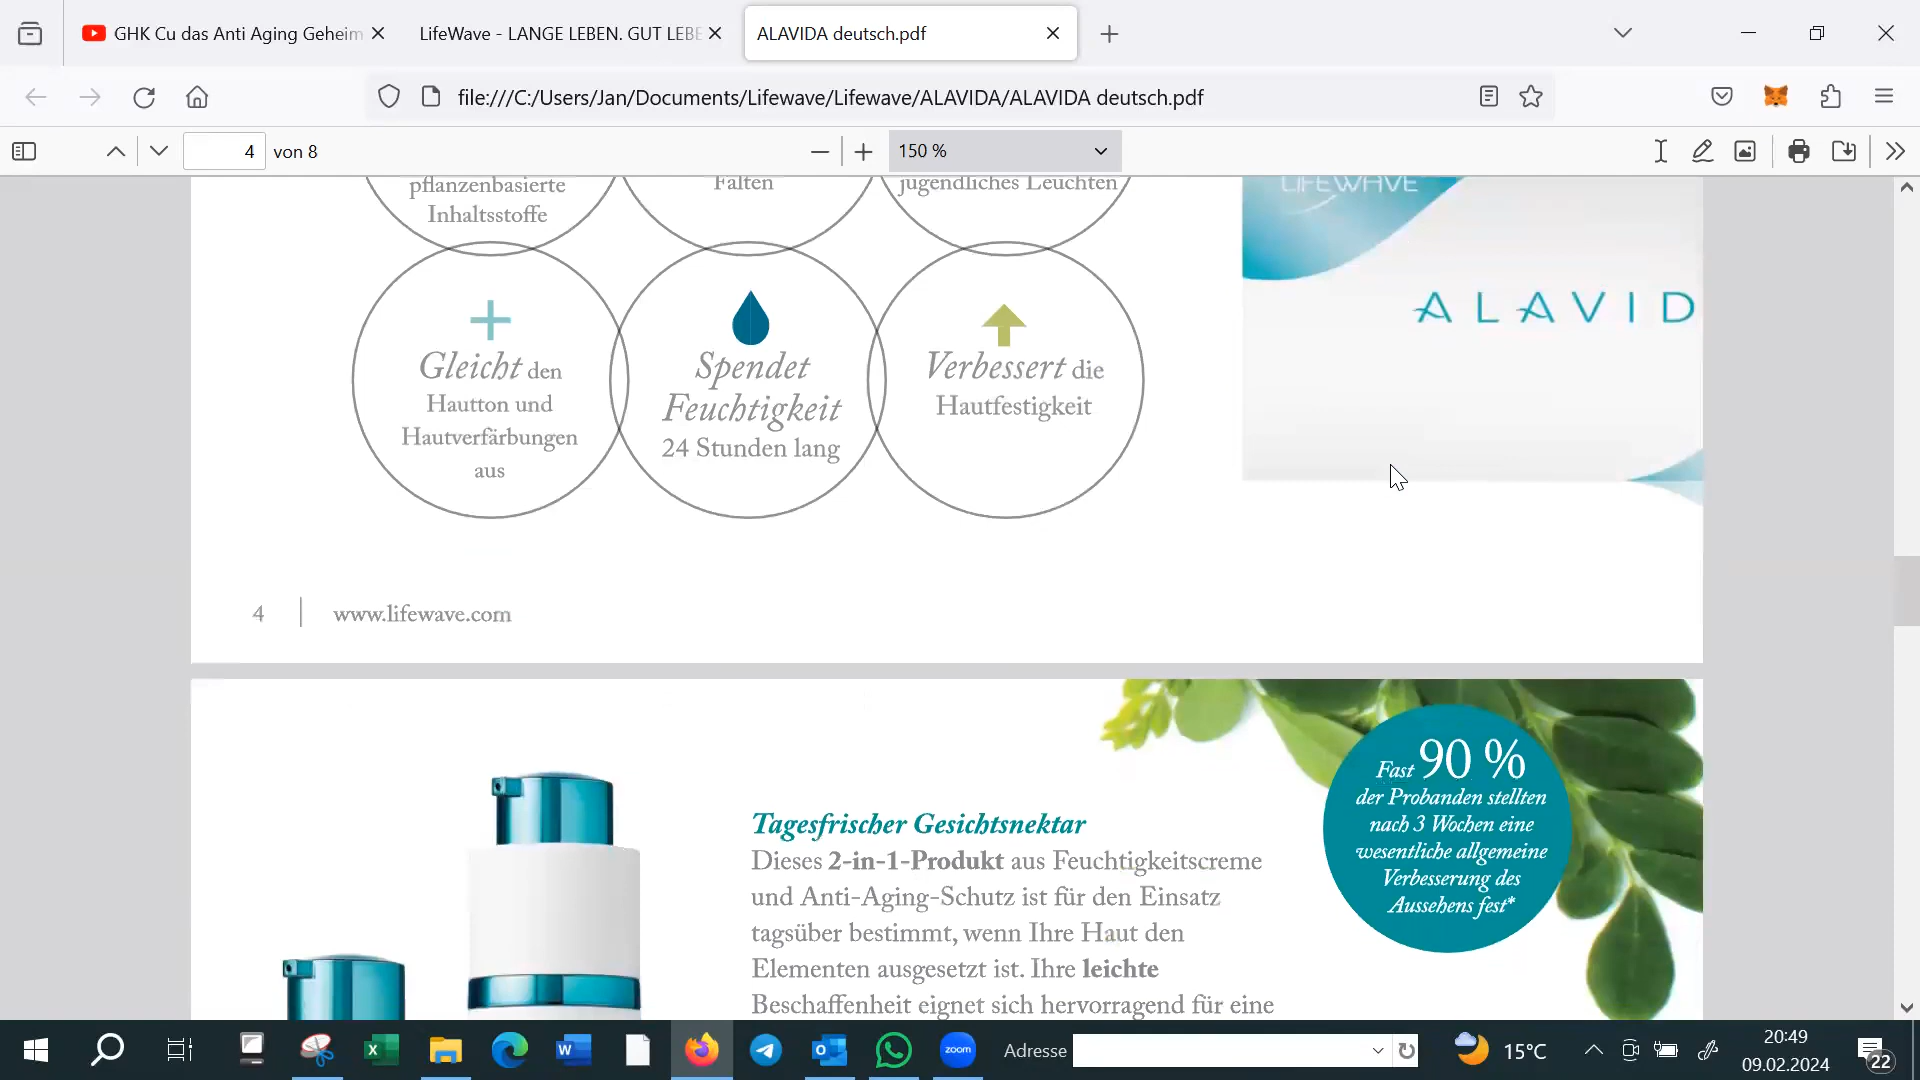 GHK Cu das Anti Aging Geheim
LifeWave - LANGE LEBEN. GUT LEBE
ALAVIDA deutsch.pdf
file:///C:/Users/Jan/Documents/Lifewave/Lifewave/ALAVIDA/ALAVIDA deutsch.pdf
4 von 8
150 %
pflanzenbasierte
Inhaltsstoffe
Falten
jugendliches Leuchten
LIFEWAVE
ALAVID
Gleicht den
Hautton und
Hautverfärbungen
aus
Spendet
Feuchtigkeit
24 Stunden lang
Verbessert die
Hautfestigkeit
4 | www.lifewave.com
Fast 90 %
der Probanden stellten
nach 3 Wochen eine
wesentliche allgemeine
Verbesserung des
Aussehens fest*
Tagesfrischer Gesichtsnektar
Dieses 2-in-1-Produkt aus Feuchtigkeitscreme
und Anti-Aging-Schutz ist für den Einsatz
tagsüber bestimmt, wenn Ihre Haut den
Elementen ausgesetzt ist. Ihre leichte
Beschaffenheit eignet sich hervorragend für eine
zoom
Adresse
15°C
20:49
09.02.2024
22